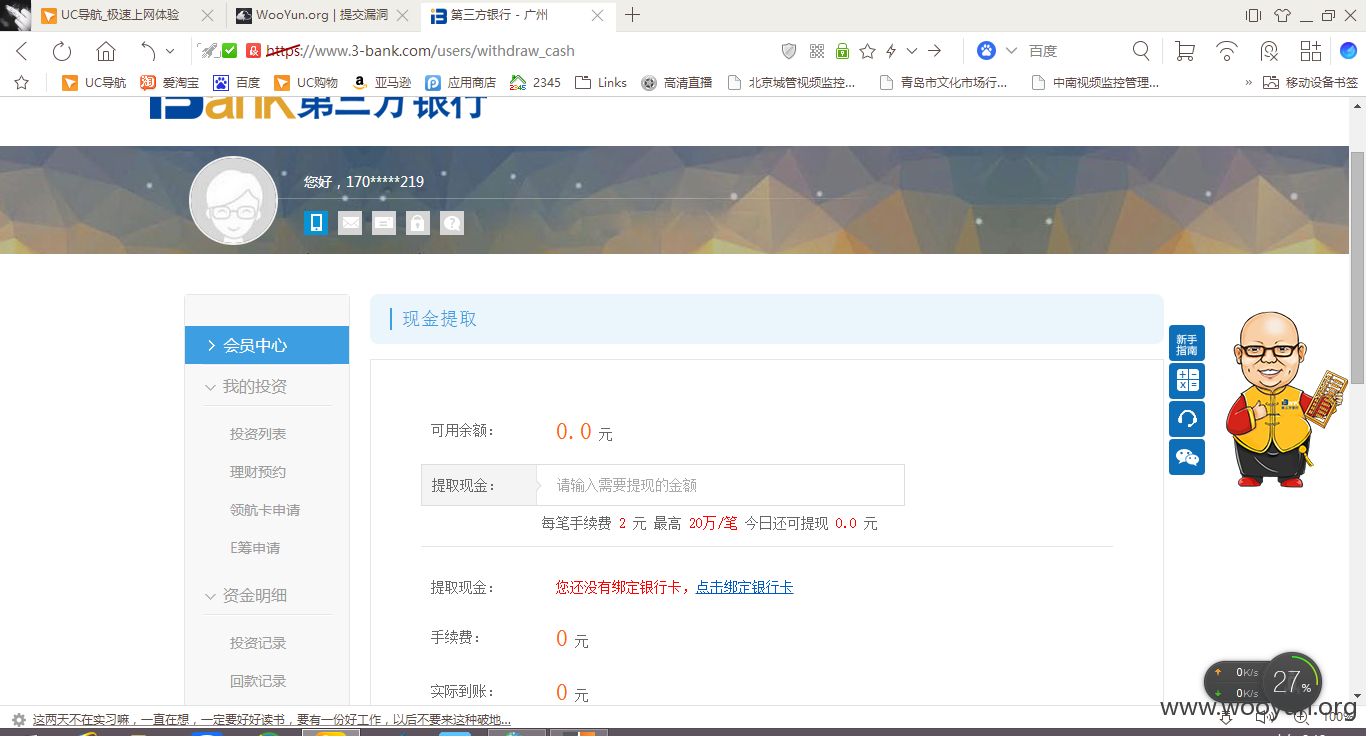 UC导航_极速上网体验
WooYun.org | 提交漏洞
第三方银行 - 广州
https://www.3-bank.com/users/withdraw_cash
百度
UC导航
爱淘宝
百度
UC购物
亚马逊
应用商店
2345
Links
高清直播
北京城管视频监控...
青岛市文化市场行...
中南视频监控管理...
»
移动设备书签
Bank第三方银行
您好，170*****219
会员中心
我的投资
投资列表
理财预约
领航卡申请
E筹申请
资金明细
投资记录
回款记录
现金提取
可用余额： 0.0 元
提取现金： 请输入需要提现的金额
每笔手续费 2 元 最高 20万/笔 今日还可提现 0.0 元
提取现金： 您还没有绑定银行卡，点击绑定银行卡
手续费： 0 元
实际到账： 0 元
新手
指南
第三方银行
0K/s
0K/s
27%
这两天不在实习嘛，一直在想，一定要好好读书，要有一份好工作，以后不要来这种破地...
100%
www.wooyun.org